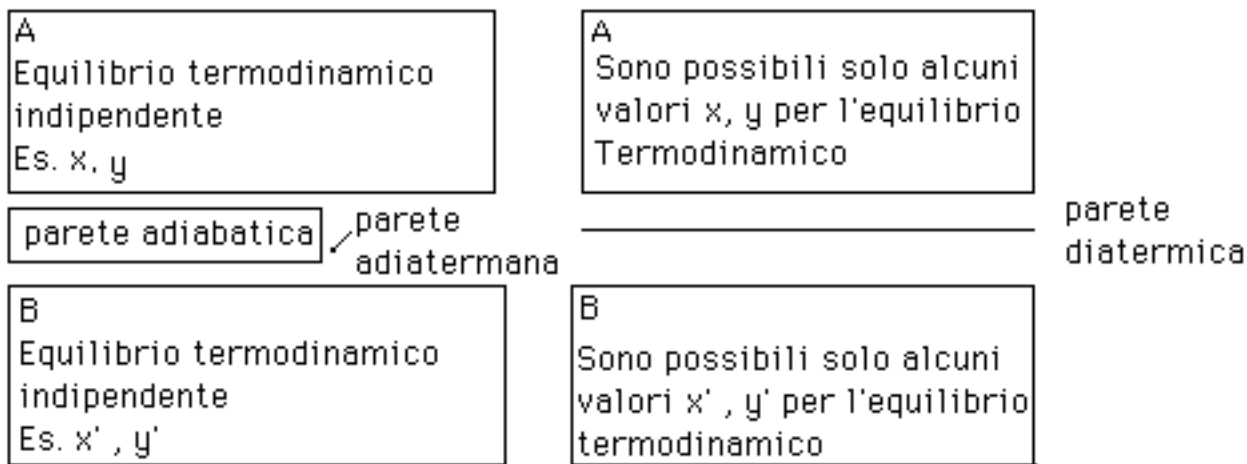 A
Equilibrio termodinamico
indipendente
Es. x, y
A
Sono possibili solo alcuni
valori x, y per l'equilibrio
Termodinamico
parete adiabatica
parete
adiatermana
parete
diatermica
B
Equilibrio termodinamico
indipendente
Es. x' , y'
B
Sono possibili solo alcuni
valori x' , y' per l'equilibrio
termodinamico